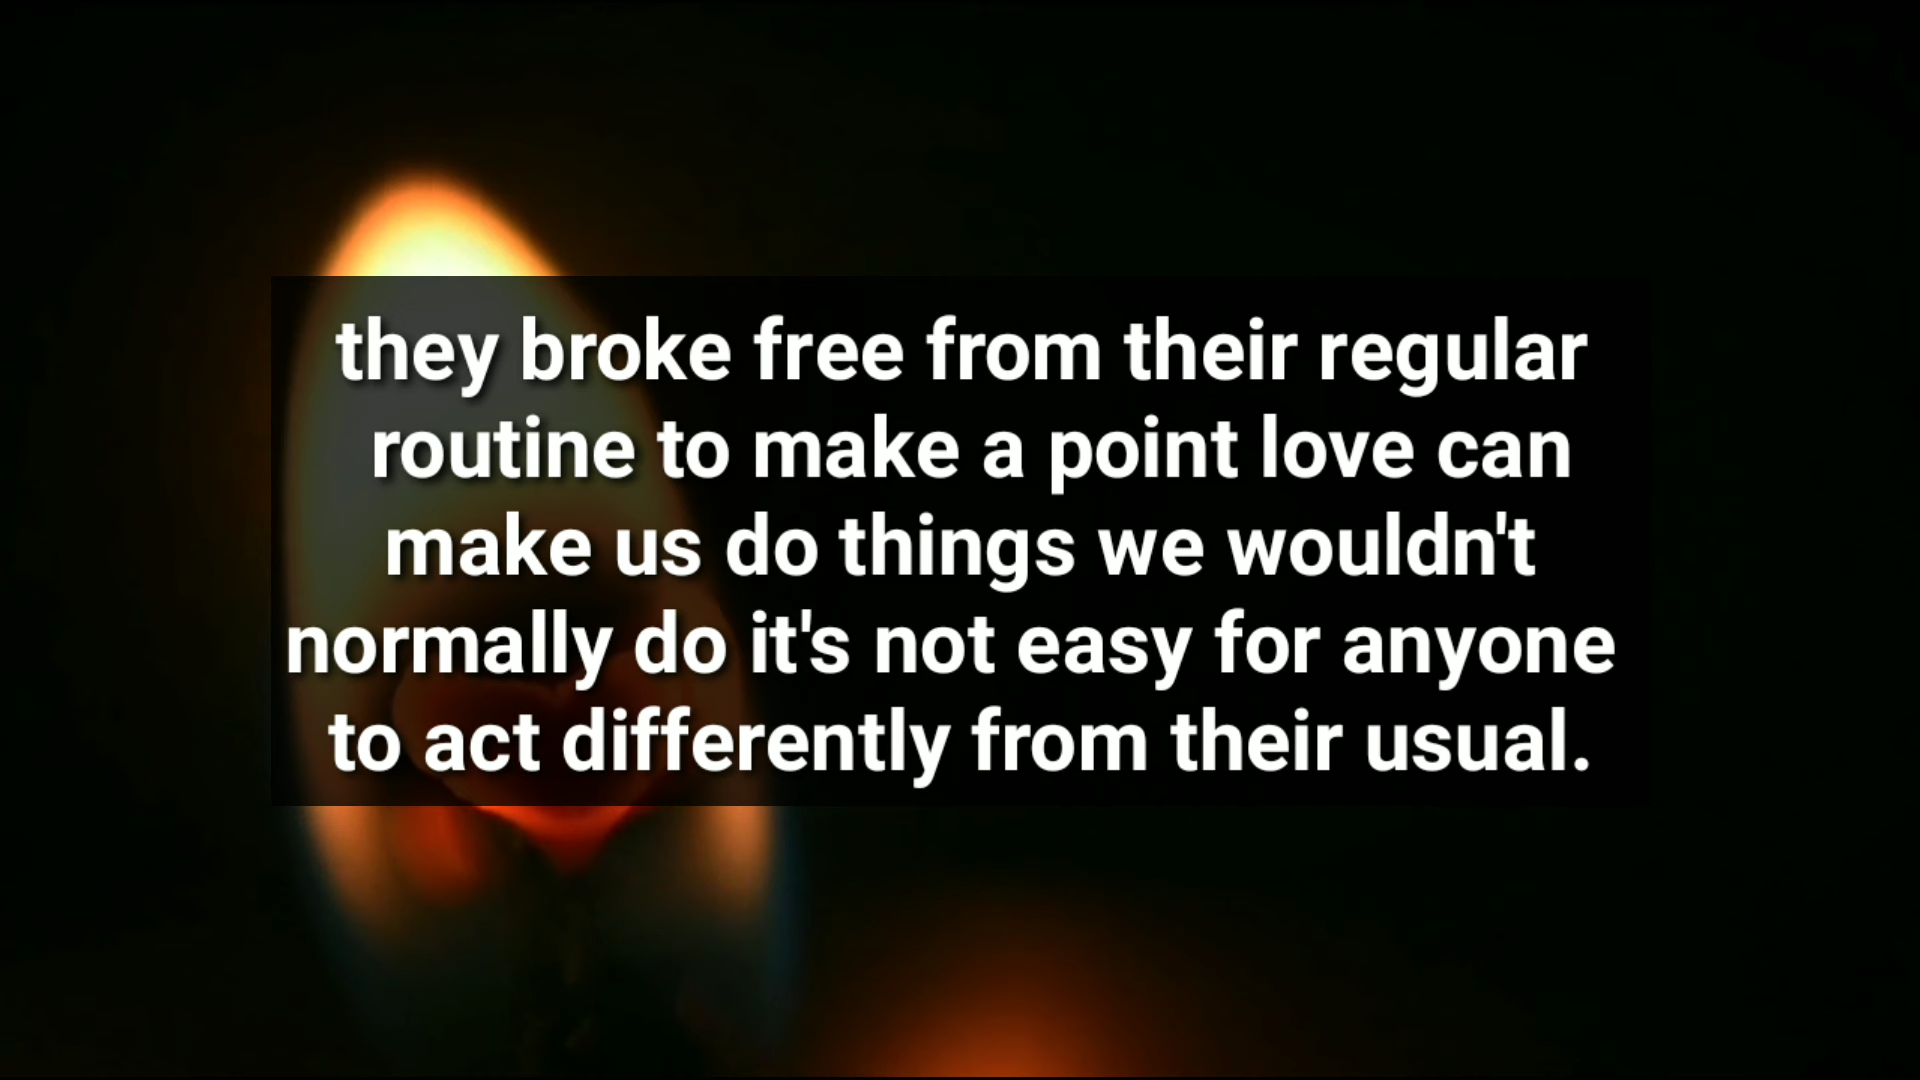 they broke free from their regular
routine to make a point love can
make us do things we wouldn't
normally do it's not easy for anyone
to act differently from their usual.